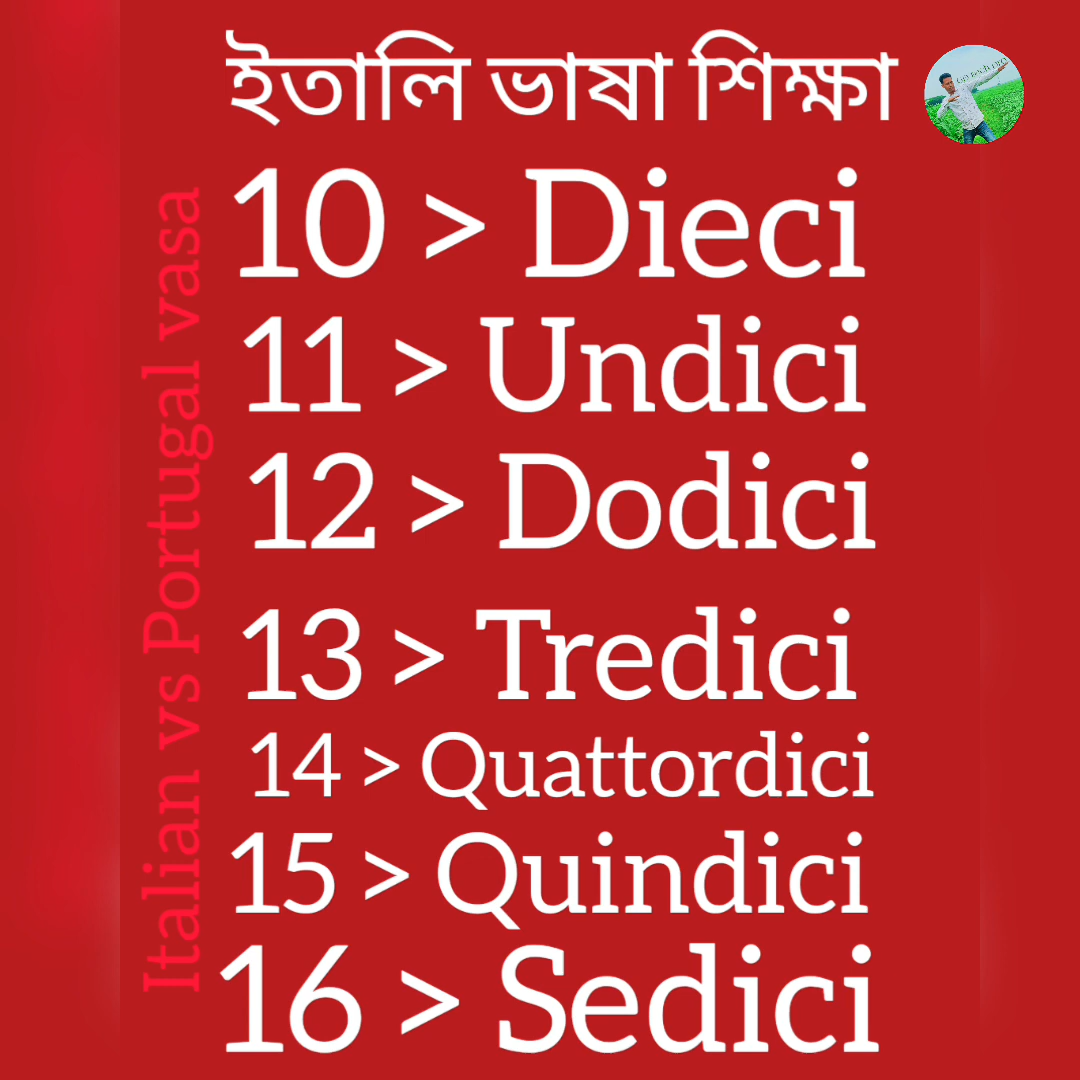 ইতালি ভাষা শিক্ষা
10 > Dieci
11 > Undici
12 > Dodici
13 > Tredici
14 > Quattordici
15 > Quindici
16 > Sedici
Italian vs Portugal vasa